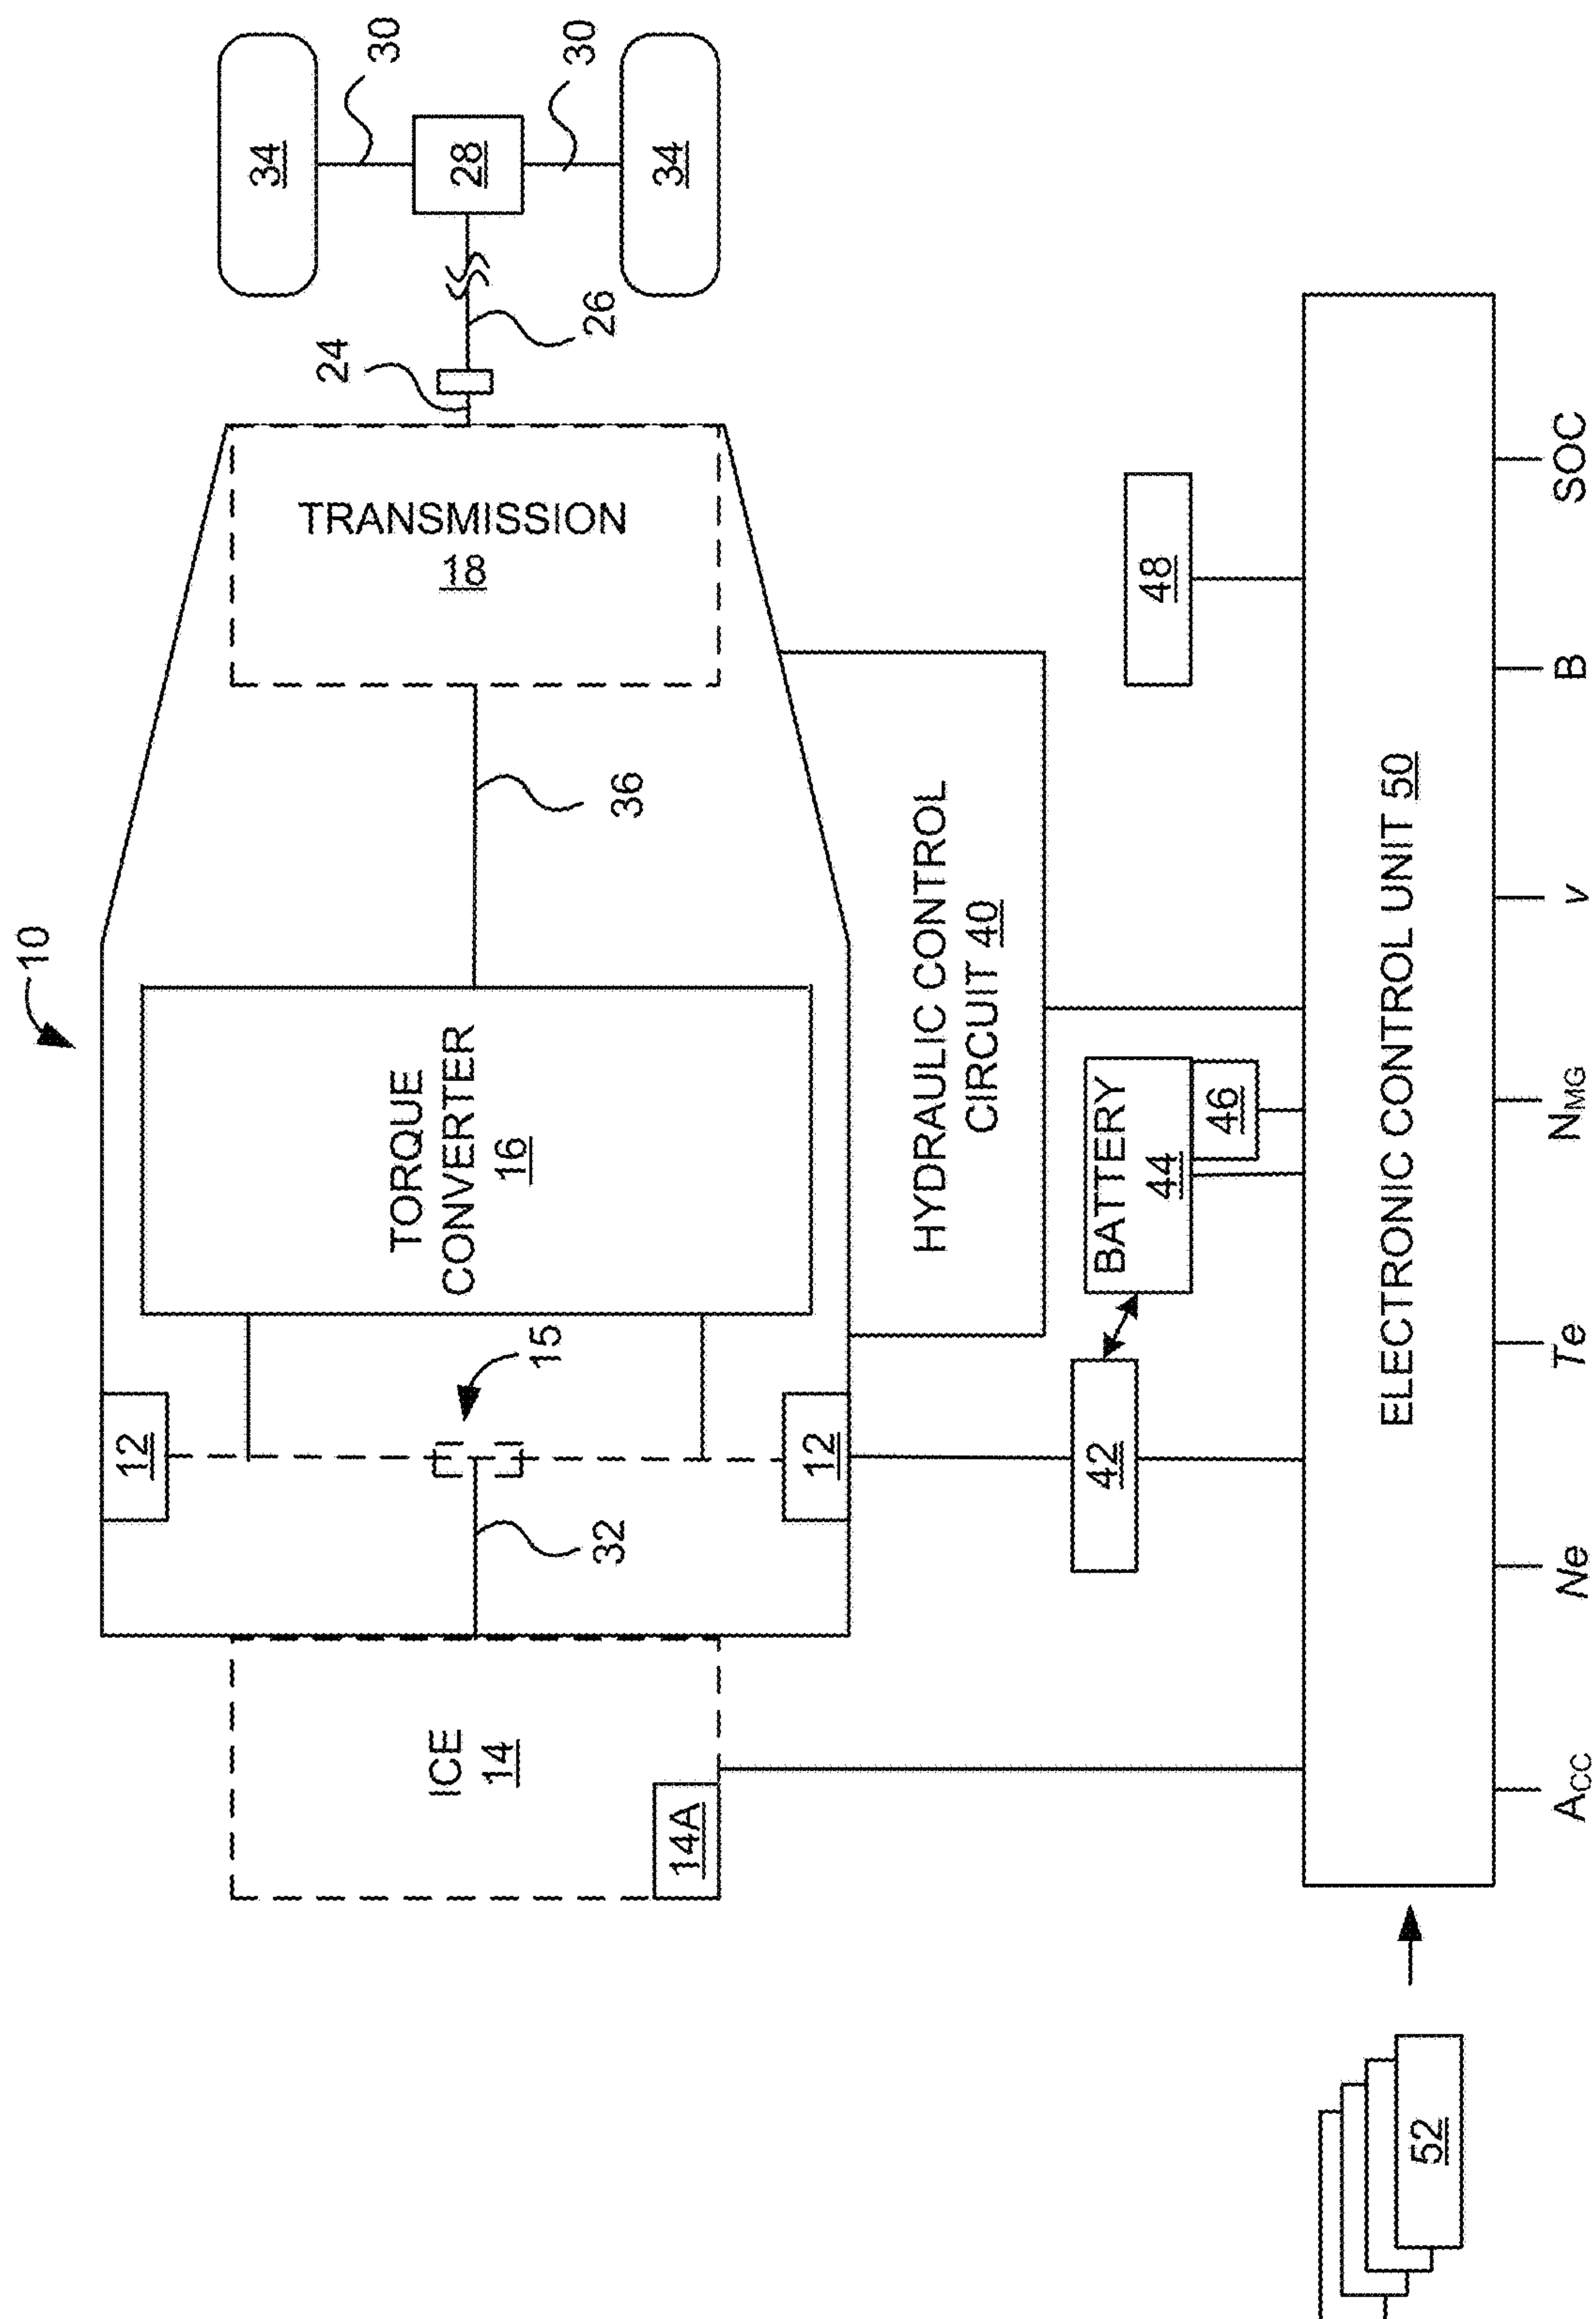 10
12
15
TORQUE
CONVERTER
16
TRANSMISSION
18
24
26
30
34
28
30
34
36
32
12
ICE
14
14A
HYDRAULIC CONTROL
CIRCUIT 40
42
BATTERY
44
46
48
ELECTRONIC CONTROL UNIT 50
52
ACC
Ne
Te
NMG
v
B
SOC